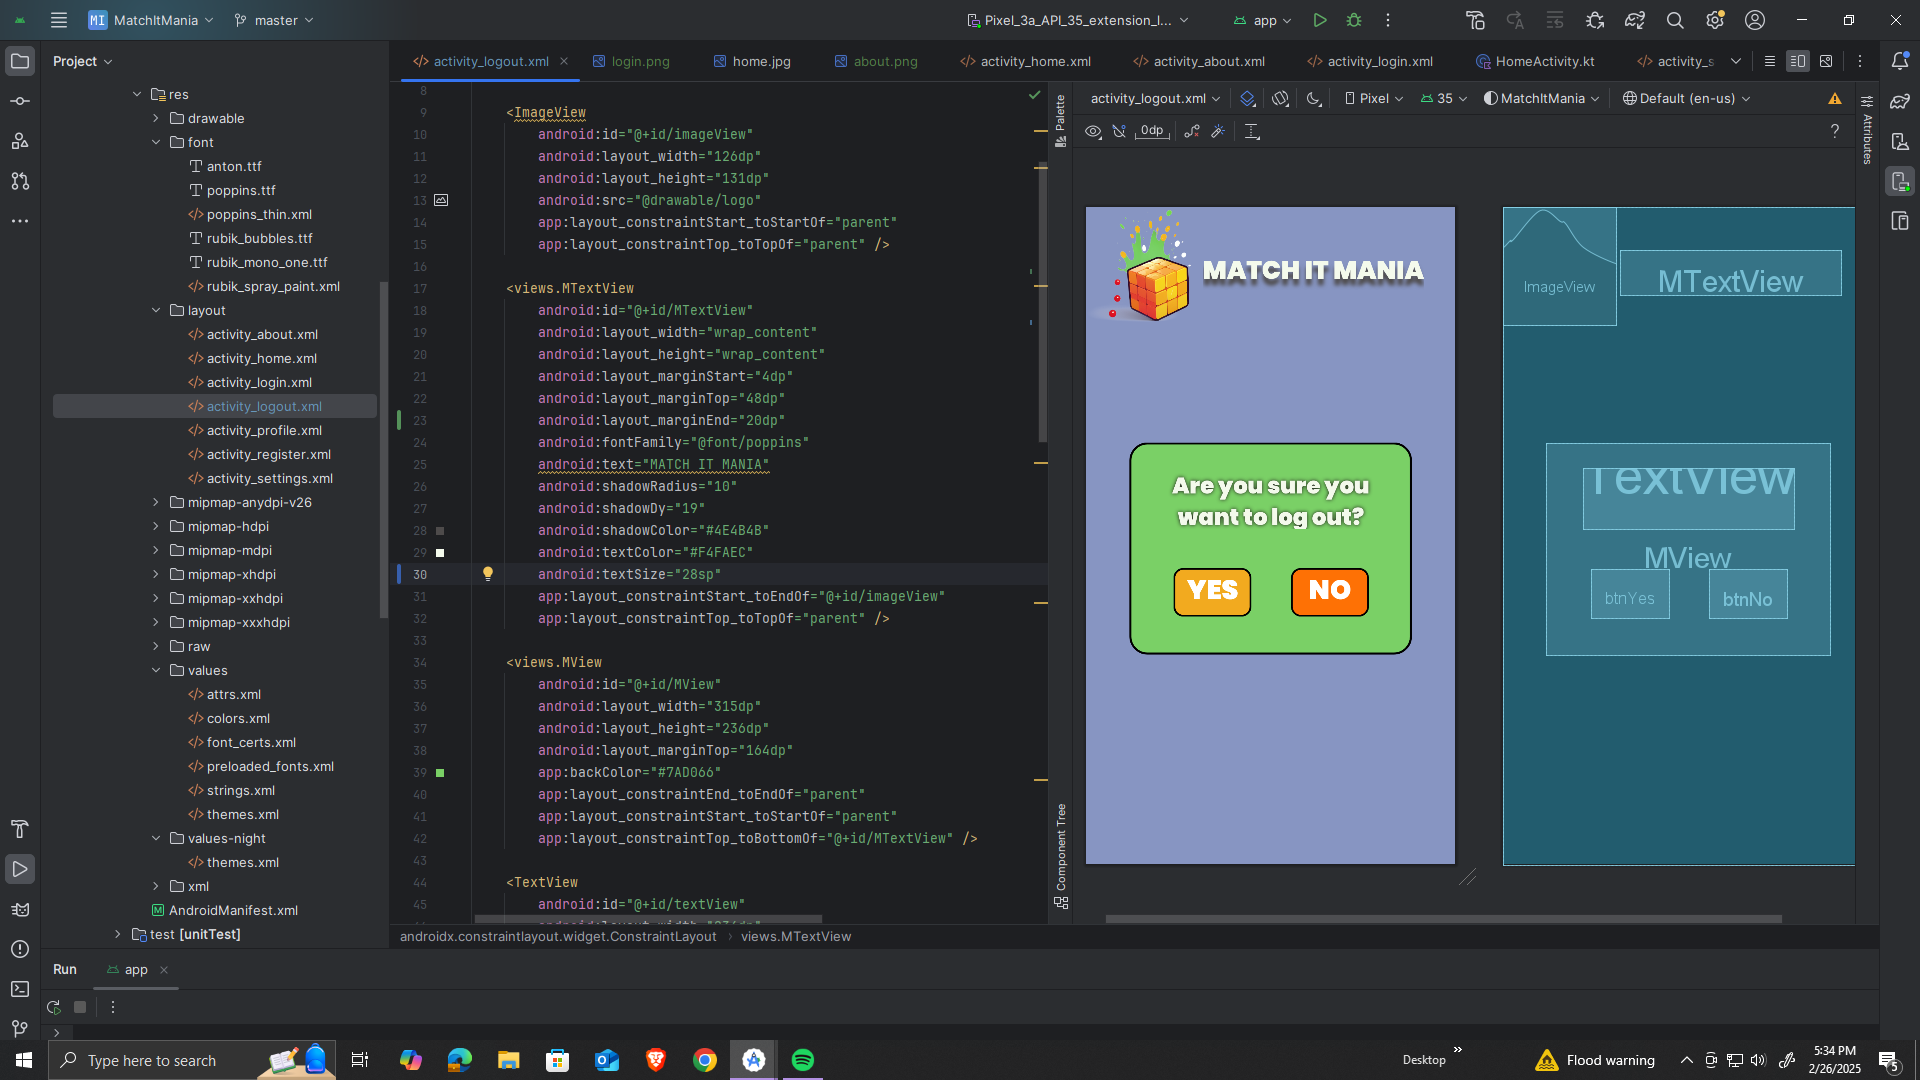 MI MatchItMania master Pixel_3a_API_35_extension_l... app
Project
activity_logout.xml login.png home.jpg about.png activity_home.xml activity_about.xml activity_login.xml HomeActivity.kt activity_s
res
drawable
font
anton.ttf
poppins.ttf
poppins_thin.xml
rubik_bubbles.ttf
rubik_mono_one.ttf
rubik_spray_paint.xml
layout
activity_about.xml
activity_home.xml
activity_login.xml
activity_logout.xml
activity_profile.xml
activity_register.xml
activity_settings.xml
mipmap-anydpi-v26
mipmap-hdpi
mipmap-mdpi
mipmap-xhdpi
mipmap-xxhdpi
mipmap-xxxhdpi
raw
values
attrs.xml
colors.xml
font_certs.xml
preloaded_fonts.xml
strings.xml
themes.xml
values-night
themes.xml
xml
AndroidManifest.xml
test [unitTest]
8
9 <ImageView
10 android:id="@+id/imageView"
11 android:layout_width="126dp"
12 android:layout_height="131dp"
13 android:src="@drawable/logo"
14 app:layout_constraintStart_toStartOf="parent"
15 app:layout_constraintTop_toTopOf="parent" />
16
17 <views.MTextView
18 android:id="@+id/MTextView"
19 android:layout_width="wrap_content"
20 android:layout_height="wrap_content"
21 android:layout_marginStart="4dp"
22 android:layout_marginTop="48dp"
23 android:layout_marginEnd="20dp"
24 android:fontFamily="@font/poppins"
25 android:text="MATCH IT MANIA"
26 android:shadowRadius="10"
27 android:shadowDy="19"
28 android:shadowColor="#4E4B4B"
29 android:textColor="#F4FAEC"
30 android:textSize="28sp"
31 app:layout_constraintStart_toEndOf="@+id/imageView"
32 app:layout_constraintTop_toTopOf="parent" />
33
34 <views.MView
35 android:id="@+id/MView"
36 android:layout_width="315dp"
37 android:layout_height="236dp"
38 android:layout_marginTop="164dp"
39 app:backColor="#7AD066"
40 app:layout_constraintEnd_toEndOf="parent"
41 app:layout_constraintStart_toStartOf="parent"
42 app:layout_constraintTop_toBottomOf="@+id/MTextView" />
43
44 <TextView
45 android:id="@+id/textView"
androidx.constraintlayout.widget.ConstraintLayout views.MTextView
Palette
Component Tree
activity_logout.xml Pixel 35 MatchItMania Default (en-us)
0dp
?
Attributes
MATCH IT MANIA
Are you sure you
want to log out?
YES NO
ImageView
MTextView
TextView
MView
btnYes btnNo
Run app
Type here to search
Desktop
Flood warning
5:34 PM
2/26/2025
5